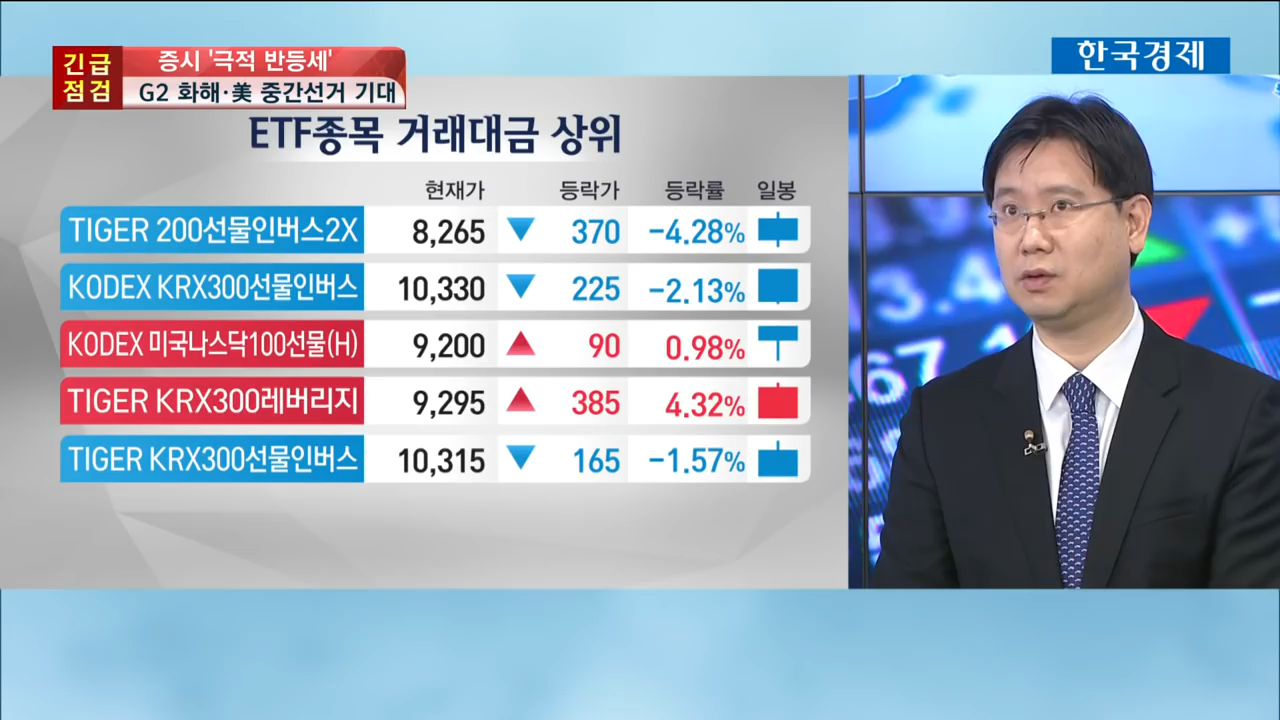 긴급
점검
증시 '극적 반등세'
G2 화해·美 중간선거 기대
한국경제
ETF종목 거래대금 상위
현재가 등락가 등락률 일봉
TIGER 200선물인버스2X 8,265 ▼ 370 -4.28%
KODEX KRX300선물인버스 10,330 ▼ 225 -2.13%
KODEX 미국나스닥100선물(H) 9,200 ▲ 90 0.98%
TIGER KRX300레버리지 9,295 ▲ 385 4.32%
TIGER KRX300선물인버스 10,315 ▼ 165 -1.57%